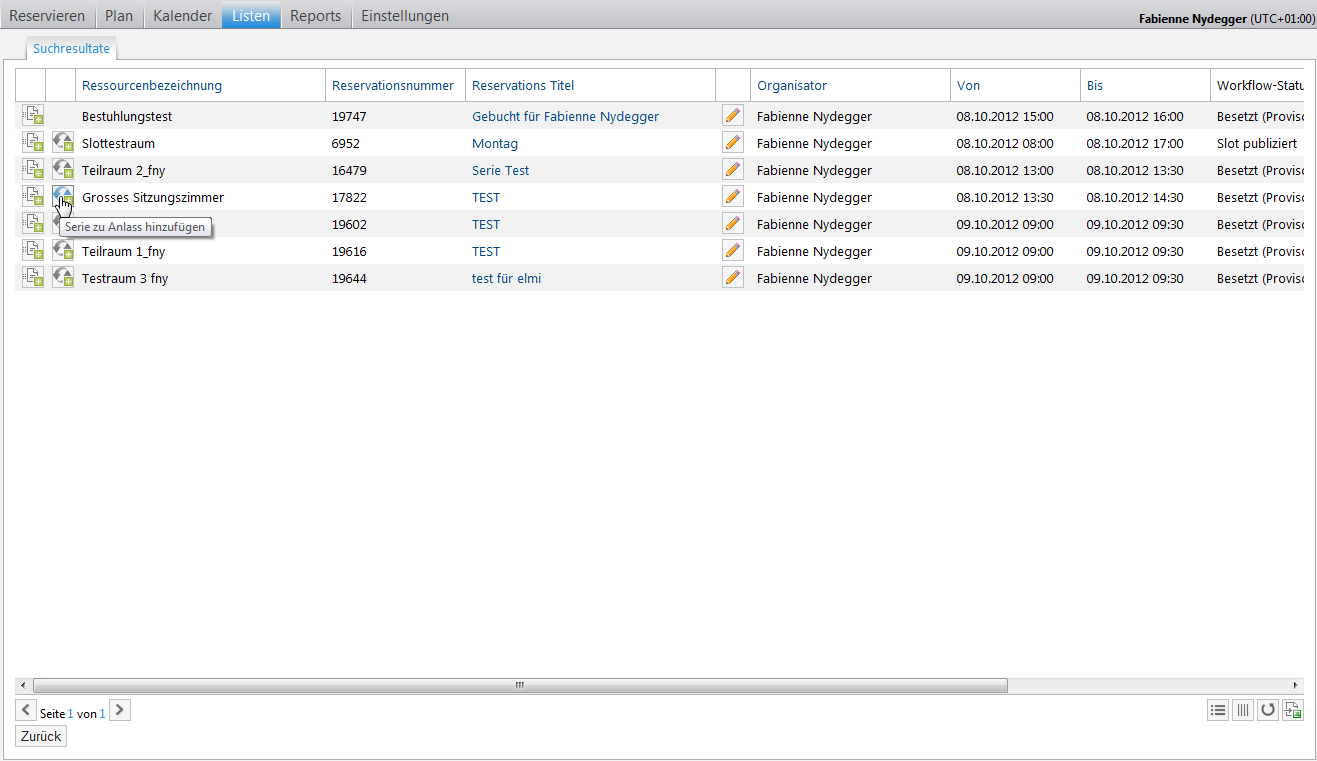 Reservieren Plan Kalender Listen Reports Einstellungen Fabienne Nydegger (UTC+01:00)
Suchresultate
Ressourcenbezeichnung Reservationsnummer Reservations Titel Organisator Von Bis Workflow-Statu
Bestuhlungstest 19747 Gebucht für Fabienne Nydegger Fabienne Nydegger 08.10.2012 15:00 08.10.2012 16:00 Besetzt (Provisc
Slottestraum 6952 Montag Fabienne Nydegger 08.10.2012 08:00 08.10.2012 17:00 Slot publiziert
Teilraum 2_fny 16479 Serie Test Fabienne Nydegger 08.10.2012 13:00 08.10.2012 13:30 Besetzt (Provisc
Grosses Sitzungszimmer 17822 TEST Fabienne Nydegger 08.10.2012 13:30 08.10.2012 14:30 Besetzt (Provisc
Serie zu Anlass hinzufügen 19602 TEST Fabienne Nydegger 09.10.2012 09:00 09.10.2012 09:30 Besetzt (Provisc
Teilraum 1_fny 19616 TEST Fabienne Nydegger 09.10.2012 09:00 09.10.2012 09:30 Besetzt (Provisc
Testraum 3 fny 19644 test für elmi Fabienne Nydegger 09.10.2012 09:00 09.10.2012 09:30 Besetzt (Provisc
Seite 1 von 1
Zurück